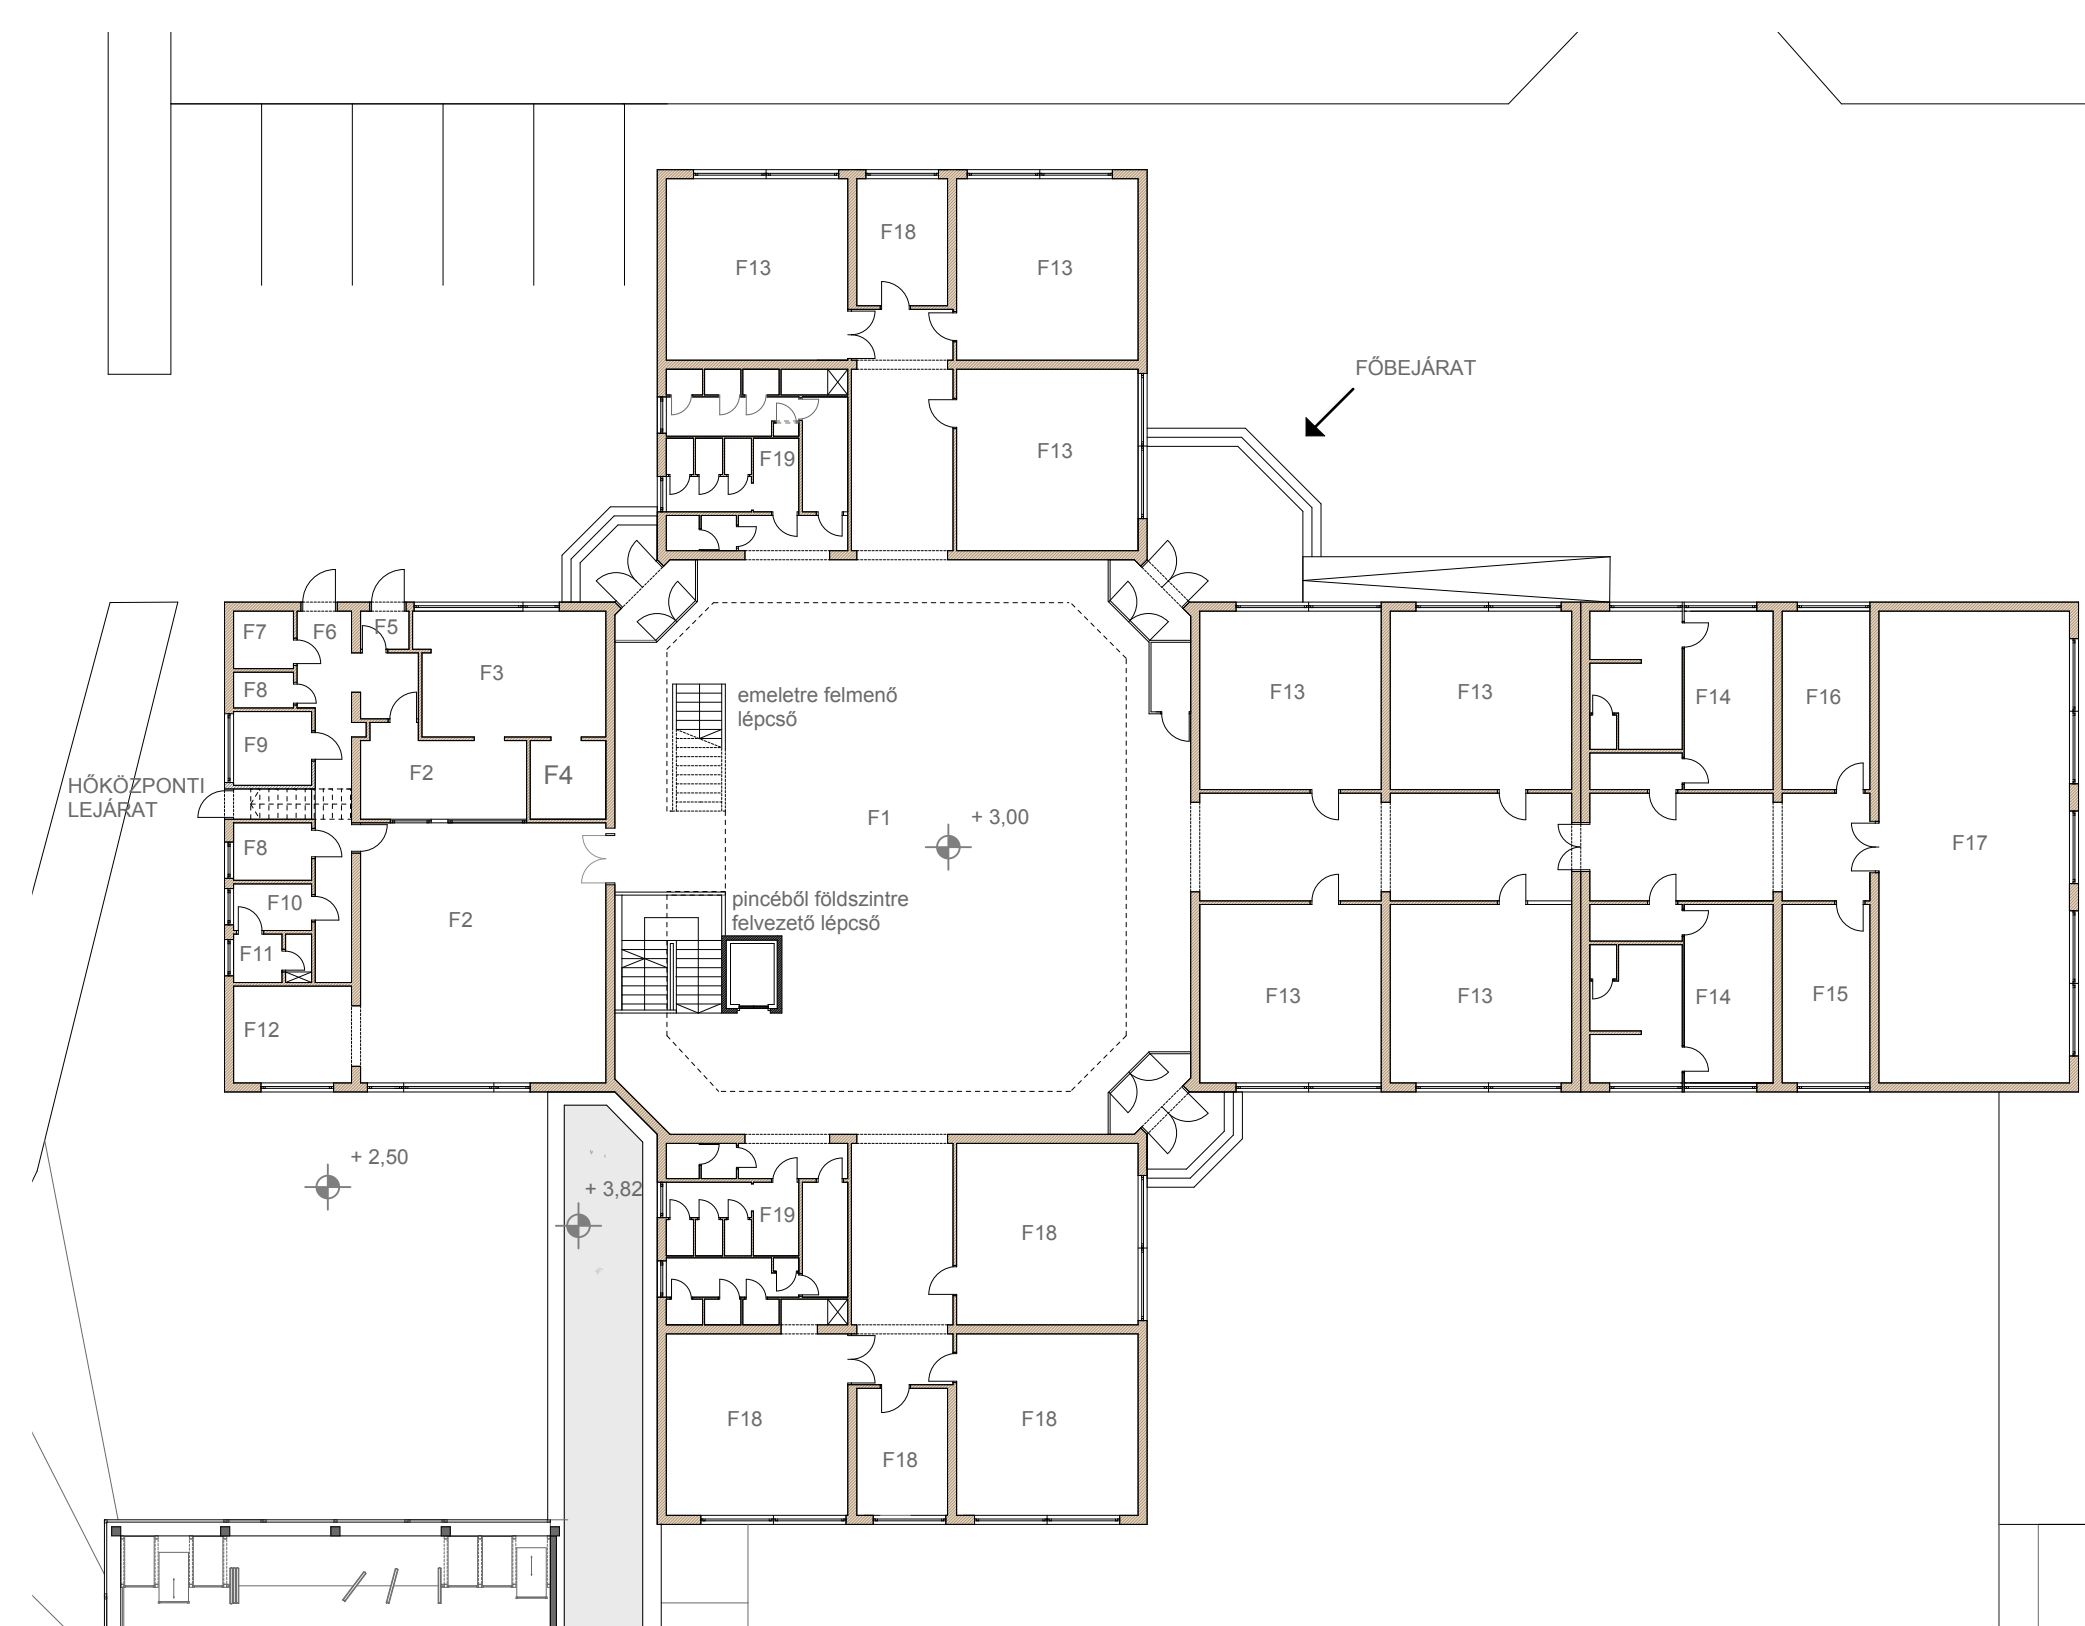 F18
F13
F13
FŐBEJÁRAT
F13
F19
F7
F6
F5
F3
F8
emeletre felmenő
lépcső
F13
F13
F14
F16
F9
F2
F4
HŐKÖZPONTI
LEJÁRAT
F1
+ 3,00
F17
F8
F10
pincéből földszintre
felvezető lépcső
F2
F11
F13
F13
F14
F15
F12
+ 2,50
+ 3,82
F19
F18
F18
F18
F18